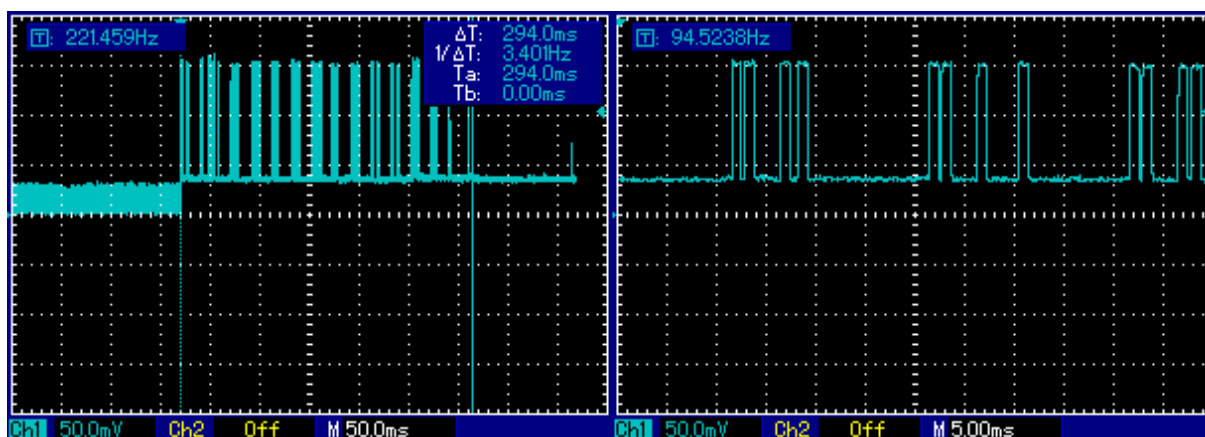 T: 221.459Hz
ΔT: 294.0ms
1/ΔT: 3.401Hz
Ta: 294.0ms
Tb: 0.00ms
Ch1 50.0mV Ch2 Off M 50.0ms
T: 94.5238Hz
Ch1 50.0mV Ch2 Off M 5.00ms